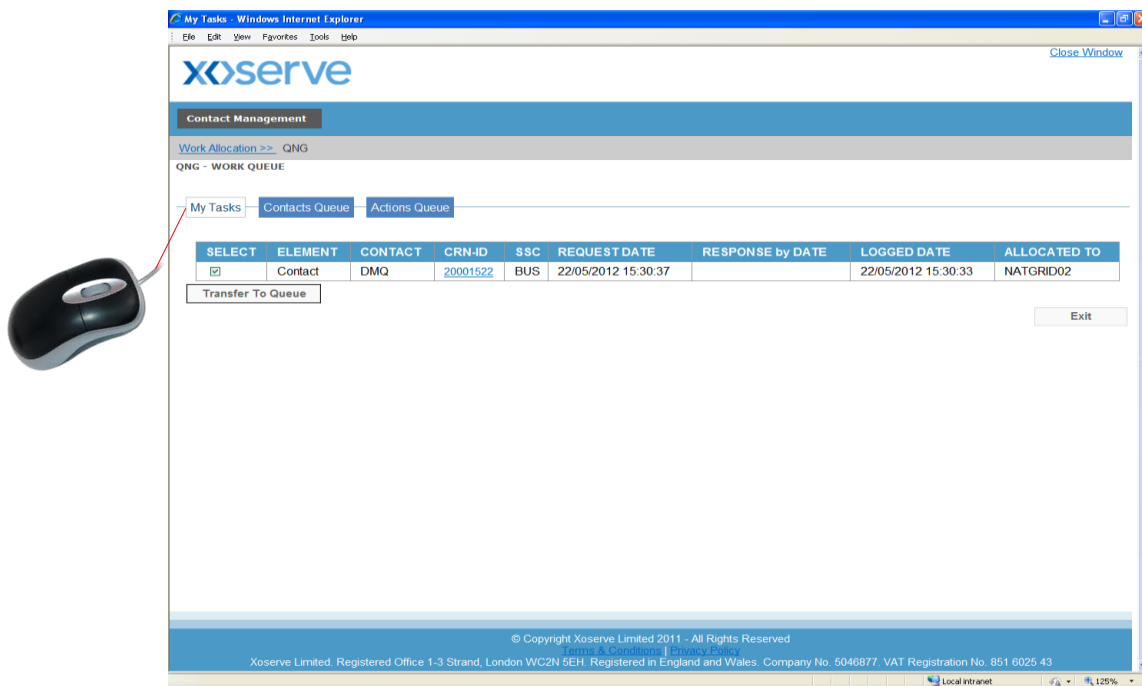 My Tasks - Windows Internet Explorer
File Edit View Favorites Tools Help
Close Window
xoserve
Contact Management
Work Allocation >> QNG
QNG - WORK QUEUE
My Tasks Contacts Queue Actions Queue
SELECT ELEMENT CONTACT CRN-ID SSC REQUEST DATE RESPONSE by DATE LOGGED DATE ALLOCATED TO
Contact DMQ 20001522 BUS 22/05/2012 15:30:37 22/05/2012 15:30:33 NATGRID02
Transfer To Queue
Exit
© Copyright Xoserve Limited 2011 - All Rights Reserved
Terms & Conditions | Privacy Policy
Xoserve Limited. Registered Office 1-3 Strand, London WC2N 5EH. Registered in England and Wales. Company No. 5046877. VAT Registration No. 851 6025 43
Local intranet 125%